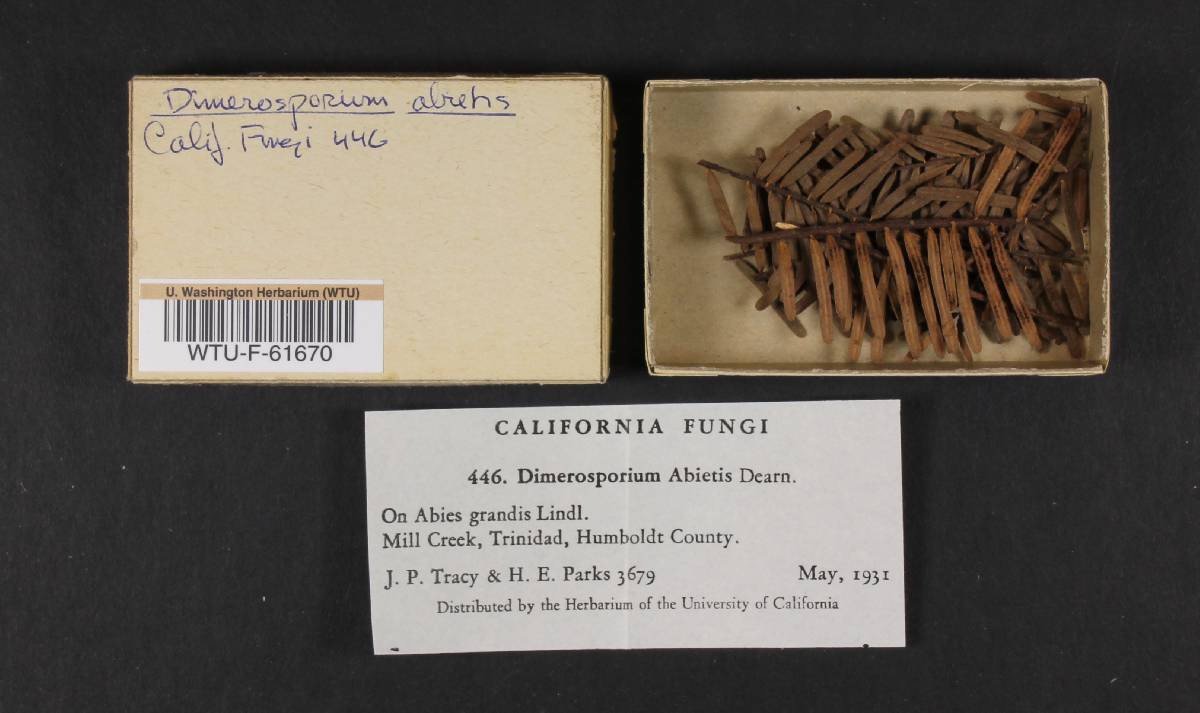 Dimerosporium abietis
Calif. Fungi 446
U. Washington Herbarium (WTU)
WTU-F-61670
CALIFORNIA FUNGI
446. Dimerosporium Abietis Dearn.
On Abies grandis Lindl.
Mill Creek, Trinidad, Humboldt County.
J. P. Tracy & H. E. Parks 3679 May, 1931
Distributed by the Herbarium of the University of California